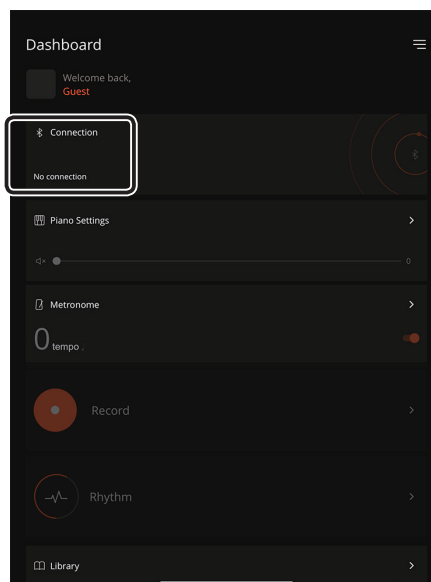 Dashboard
Welcome back,
Guest
Connection
No connection
Piano Settings
0
Metronome
0 tempo .
Record
Rhythm
Library